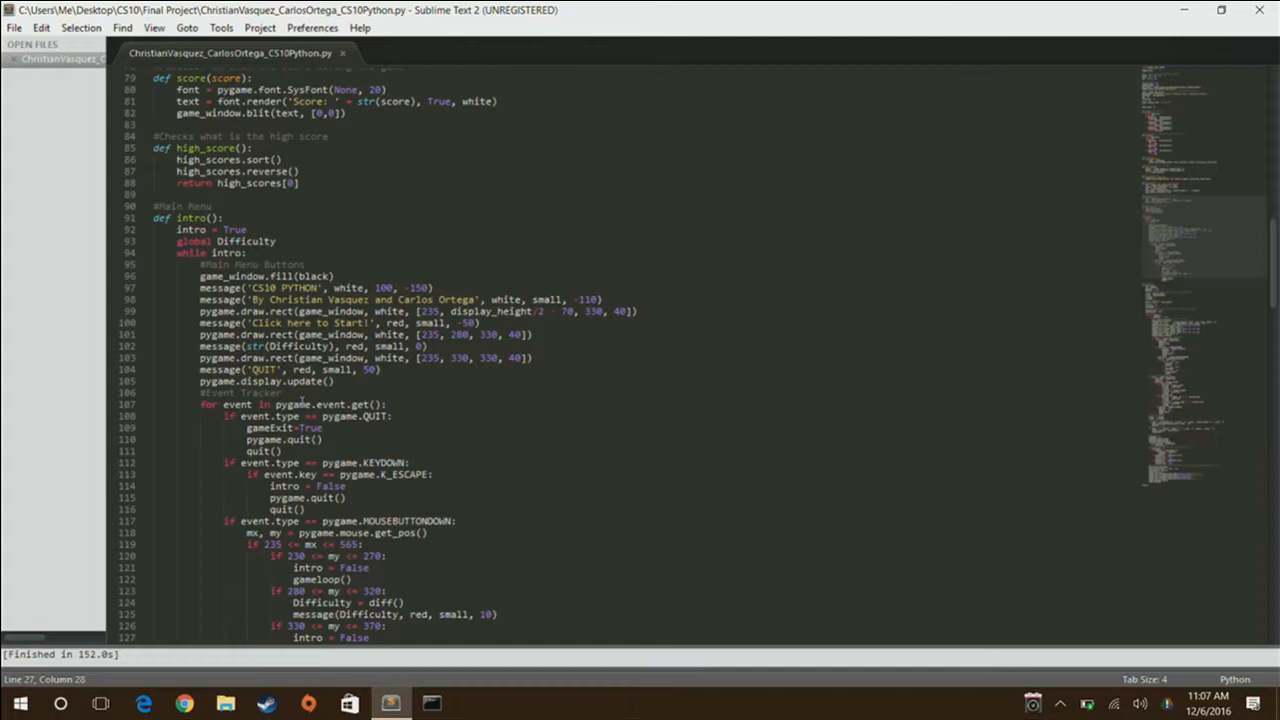 C:\Users\Me\Desktop\CS10\Final Project\ChristianVasquez_CarlosOrtega_CS10Python.py - Sublime Text 2 (UNREGISTERED)
File Edit Selection Find View Goto Tools Project Preferences Help
OPEN FILES
ChristianVasquez_C
ChristianVasquez_CarlosOrtega_CS10Python.py
79 def score(score):
80 font = pygame.font.SysFont(None, 20)
81 text = font.render('Score: ' + str(score), True, white)
82 game_window.blit(text, [0,0])
83
84 #Checks what is the high score
85 def high_score():
86 high_scores.sort()
87 high_scores.reverse()
88 return high_scores[0]
89
90 #Main Menu
91 def intro():
92 intro = True
93 global Difficulty
94 while intro:
95 #Main Menu Buttons
96 game_window.fill(black)
97 message('CS10 PYTHON', white, 100, -150)
98 message('By Christian Vasquez and Carlos Ortega', white, small, -110)
99 pygame.draw.rect(game_window, white, [235, display_height/2 - 70, 330, 40])
100 message('Click here to Start!', red, small, -50)
101 pygame.draw.rect(game_window, white, [235, 280, 330, 40])
102 message(str(Difficulty), red, small, 0)
103 pygame.draw.rect(game_window, white, [235, 330, 330, 40])
104 message('QUIT', red, small, 50)
105 pygame.display.update()
106 #Event Tracker
107 for event in pygame.event.get():
108 if event.type == pygame.QUIT:
109 gameExit=True
110 pygame.quit()
111 quit()
112 if event.type == pygame.KEYDOWN:
113 if event.key == pygame.K_ESCAPE:
114 intro = False
115 pygame.quit()
116 quit()
117 if event.type == pygame.MOUSEBUTTONDOWN:
118 mx, my = pygame.mouse.get_pos()
119 if 235 <= mx <= 565:
120 if 230 <= my <= 270:
121 intro = False
122 gameloop()
123 if 280 <= my <= 320:
124 Difficulty = diff()
125 message(Difficulty, red, small, 10)
126 if 330 <= my <= 370:
127 intro = False
[Finished in 152.0s]
Line 27, Column 28
Tab Size: 4
Python
11:07 AM
12/6/2016